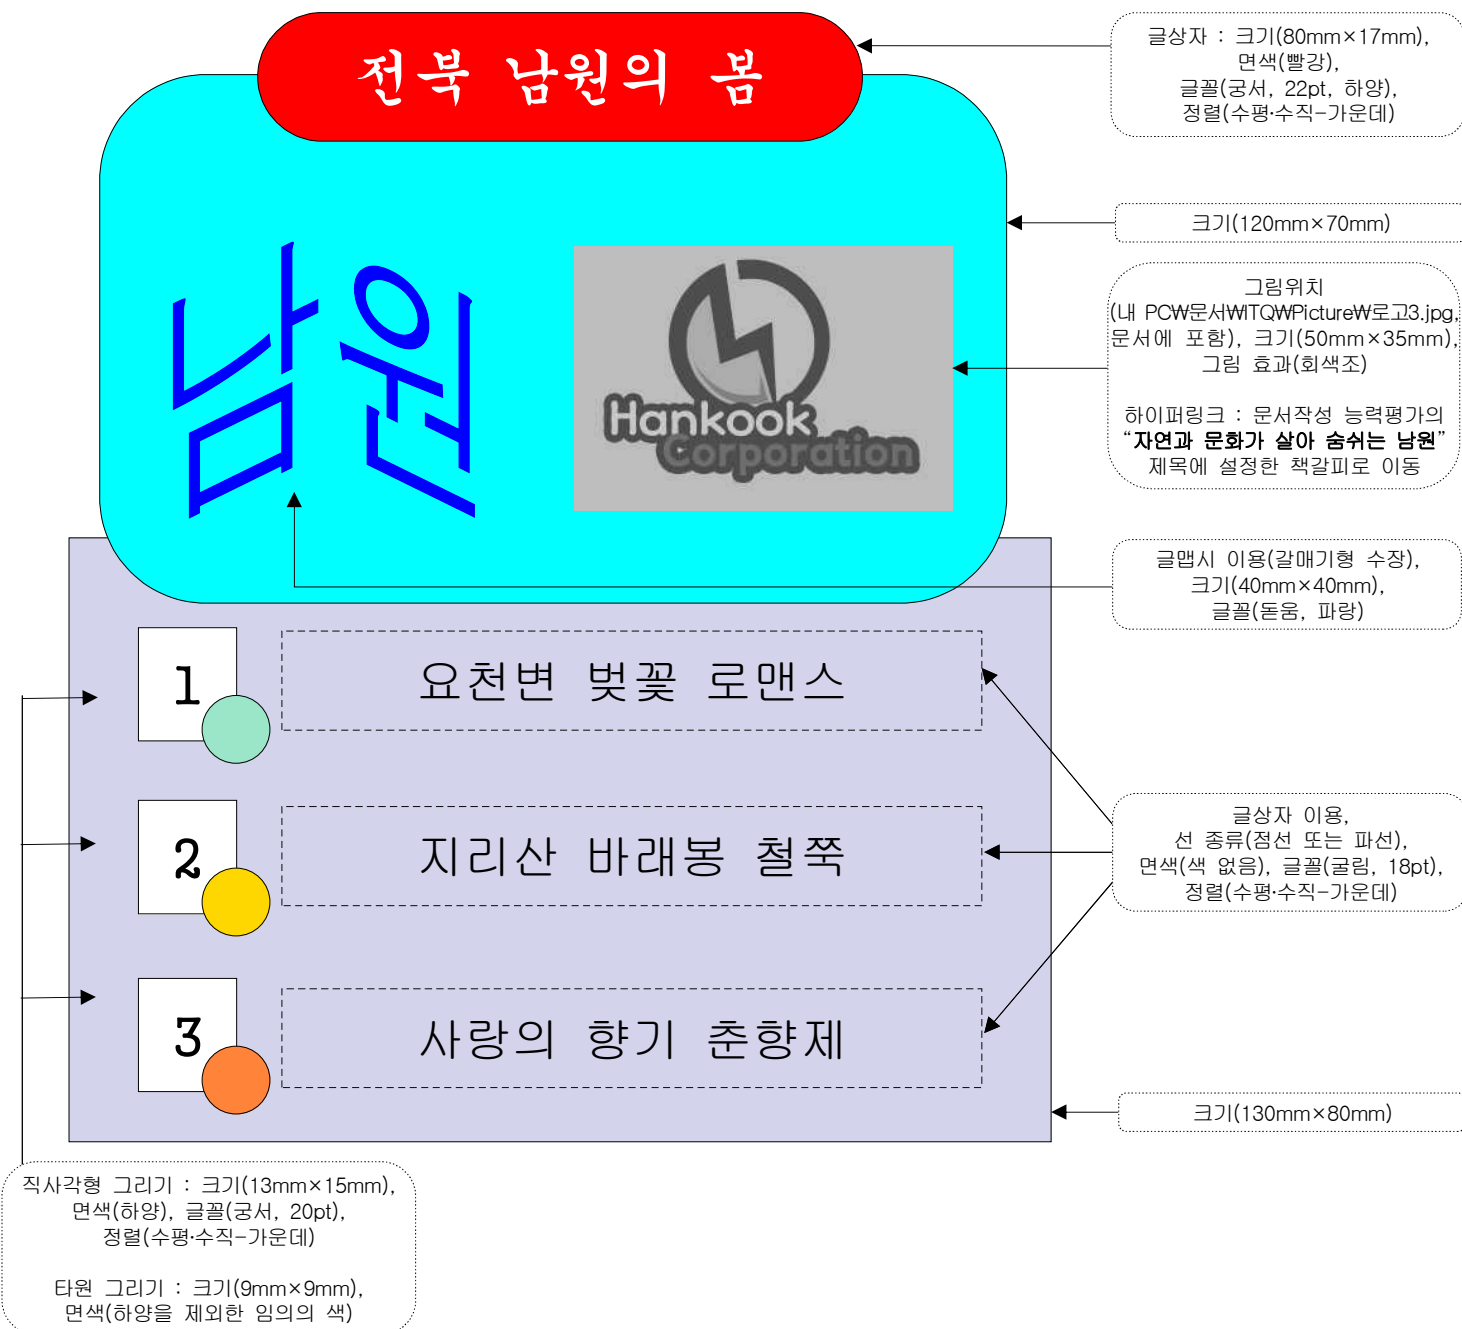 전북 남원의 봄
글상자 : 크기(80mm×17mm),
면색(빨강),
글꼴(궁서, 22pt, 하양),
정렬(수평·수직-가운데)
크기(120mm×70mm)
남원
Hankook
Corporation
그림위치
(내 PC₩문서₩ITQ₩Picture₩로고3.jpg,
문서에 포함), 크기(50mm×35mm),
그림 효과(회색조)
하이퍼링크 : 문서작성 능력평가의
“자연과 문화가 살아 숨쉬는 남원”
제목에 설정한 책갈피로 이동
글맵시 이용(갈매기형 수장),
크기(40mm×40mm),
글꼴(돋움, 파랑)
1
요천변 벚꽃 로맨스
2
지리산 바래봉 철쭉
글상자 이용,
선 종류(점선 또는 파선),
면색(색 없음), 글꼴(굴림, 18pt),
정렬(수평·수직-가운데)
3
사랑의 향기 춘향제
크기(130mm×80mm)
직사각형 그리기 : 크기(13mm×15mm),
면색(하양), 글꼴(궁서, 20pt),
정렬(수평·수직-가운데)
타원 그리기 : 크기(9mm×9mm),
면색(하양을 제외한 임의의 색)